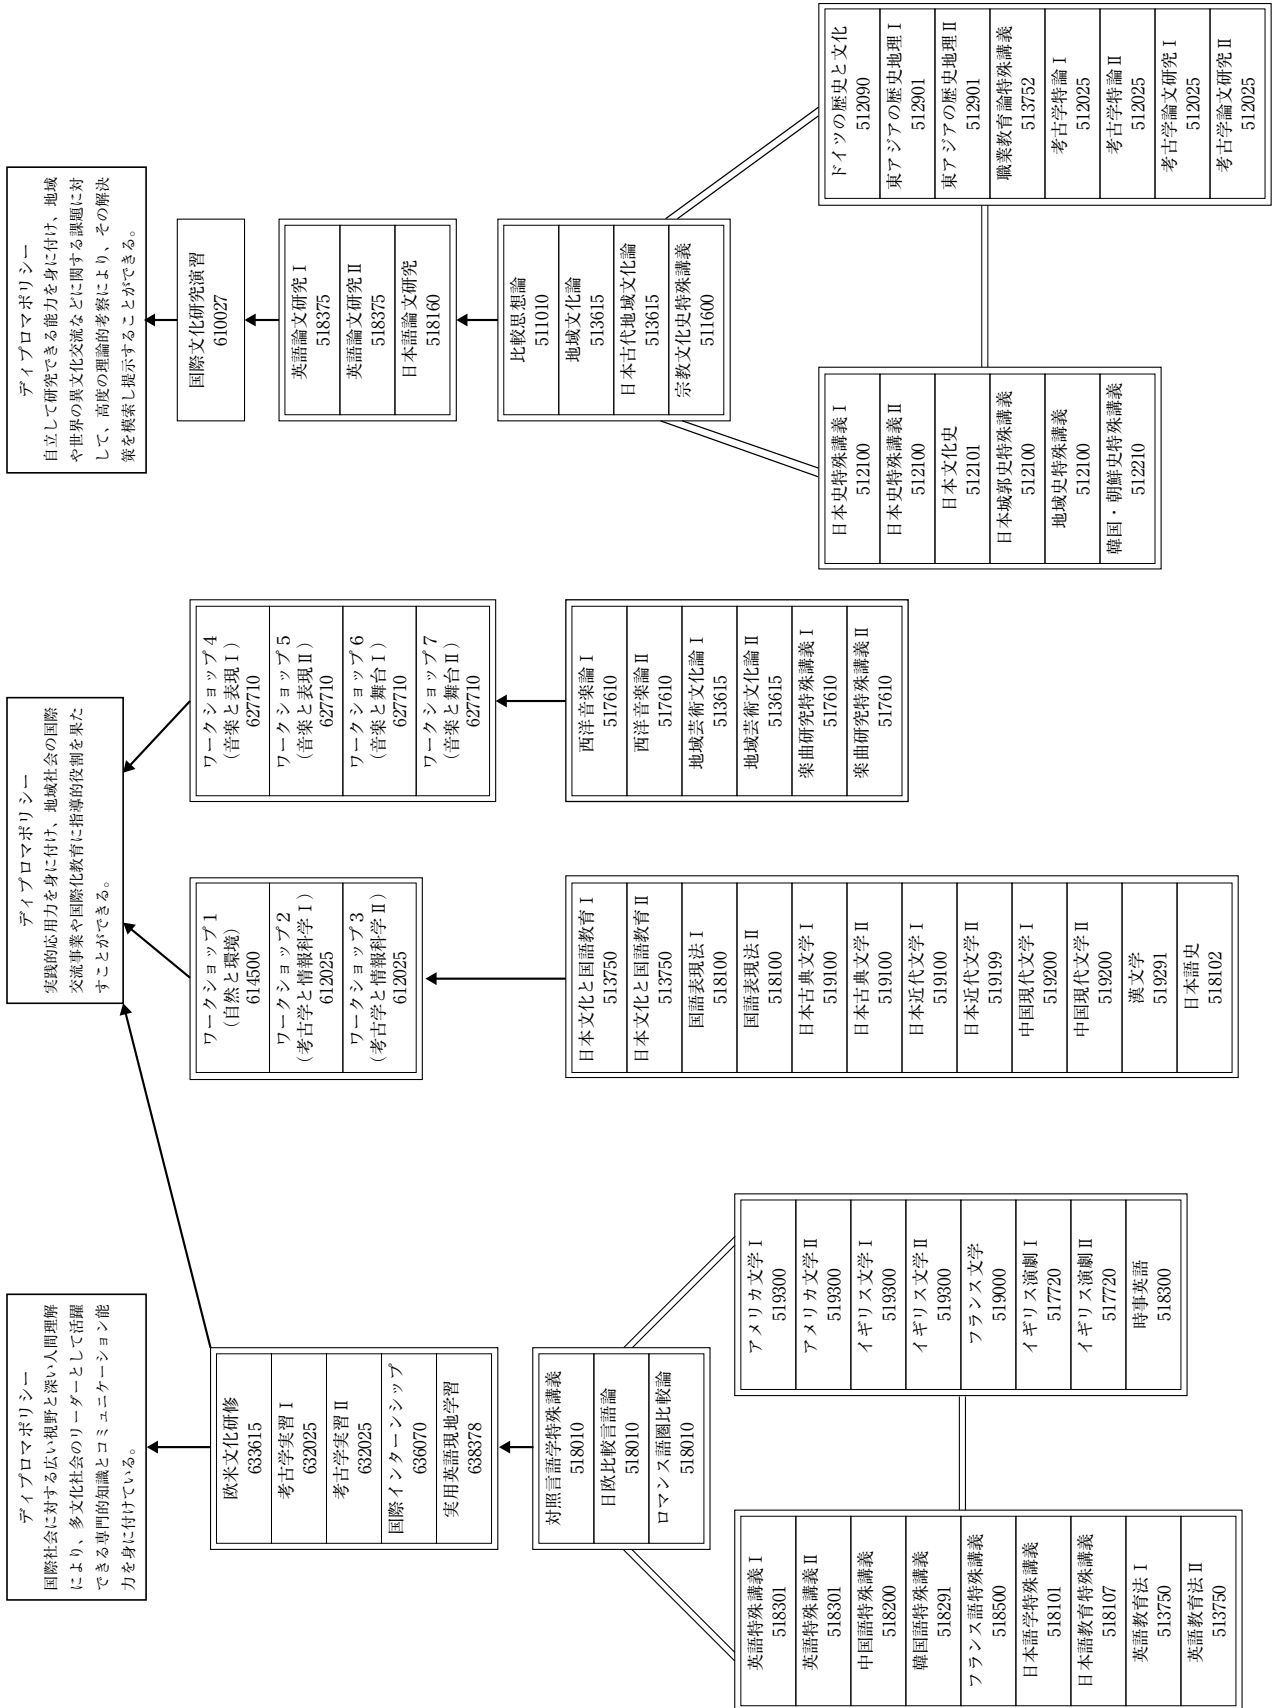 ディプロマポリシー
国際社会に対する広い視野と深い人間理解
により、多文化社会のリーダーとして活躍
できる専門的知識とコミュニケーション能
力を身に付けている。
欧米文化研修
633615
考古学実習Ⅰ
632025
考古学実習Ⅱ
632025
国際インターンシップ
636070
実用英語現地学習
638378
対照言語学特殊講義
518010
日欧比較言語論
518010
ロマンス語圏比較論
518010
英語特殊講義Ⅰ
518301
英語特殊講義Ⅱ
518301
中国語特殊講義
518200
韓国語特殊講義
518291
フランス語特殊講義
518500
日本語学特殊講義
518101
日本語教育特殊講義
518107
英語教育法Ⅰ
513750
英語教育法Ⅱ
513750
アメリカ文学Ⅰ
519300
アメリカ文学Ⅱ
519300
イギリス文学Ⅰ
519300
イギリス文学Ⅱ
519300
フランス文学
519000
イギリス演劇Ⅰ
517720
イギリス演劇Ⅱ
517720
時事英語
518300
ディプロマポリシー
実践的応用力を身に付け、地域社会の国際
交流事業や国際化教育に指導的役割を果た
すことができる。
ワークショップ1
(自然と環境)
614500
ワークショップ2
(考古学と情報科学Ⅰ)
612025
ワークショップ3
(考古学と情報科学Ⅱ)
612025
日本文化と国語教育Ⅰ
513750
日本文化と国語教育Ⅱ
513750
国語表現法Ⅰ
518100
国語表現法Ⅱ
518100
日本古典文学Ⅰ
519100
日本古典文学Ⅱ
519100
日本近代文学Ⅰ
519100
日本近代文学Ⅱ
519199
中国現代文学Ⅰ
519200
中国現代文学Ⅱ
519200
漢文学
519291
日本語史
518102
ワークショップ4
(音楽と表現Ⅰ)
627710
ワークショップ5
(音楽と表現Ⅱ)
627710
ワークショップ6
(音楽と舞台Ⅰ)
627710
ワークショップ7
(音楽と舞台Ⅱ)
627710
西洋音楽論Ⅰ
517610
西洋音楽論Ⅱ
517610
地域芸術文化論Ⅰ
513615
地域芸術文化論Ⅱ
513615
楽曲研究特殊講義Ⅰ
517610
楽曲研究特殊講義Ⅱ
517610
ディプロマポリシー
自立して研究できる能力を身に付け、地域
や世界の異文化交流などに関する課題に対
して、高度の理論的考察により、その解決
策を模索し提示することができる。
国際文化研究演習
610027
英語論文研究Ⅰ
518375
英語論文研究Ⅱ
518375
日本語論文研究
518160
比較思想論
511010
地域文化論
513615
日本古代地域文化論
513615
宗教文化史特殊講義
511600
日本史特殊講義Ⅰ
512100
日本史特殊講義Ⅱ
512100
日本文化史
512101
日本城郭史特殊講義
512100
地域史特殊講義
512100
韓国・朝鮮史特殊講義
512210
ドイツの歴史と文化
512090
東アジアの歴史地理Ⅰ
512901
東アジアの歴史地理Ⅱ
512901
職業教育論特殊講義
513752
考古学特論Ⅰ
512025
考古学特論Ⅱ
512025
考古学論文研究Ⅰ
512025
考古学論文研究Ⅱ
512025